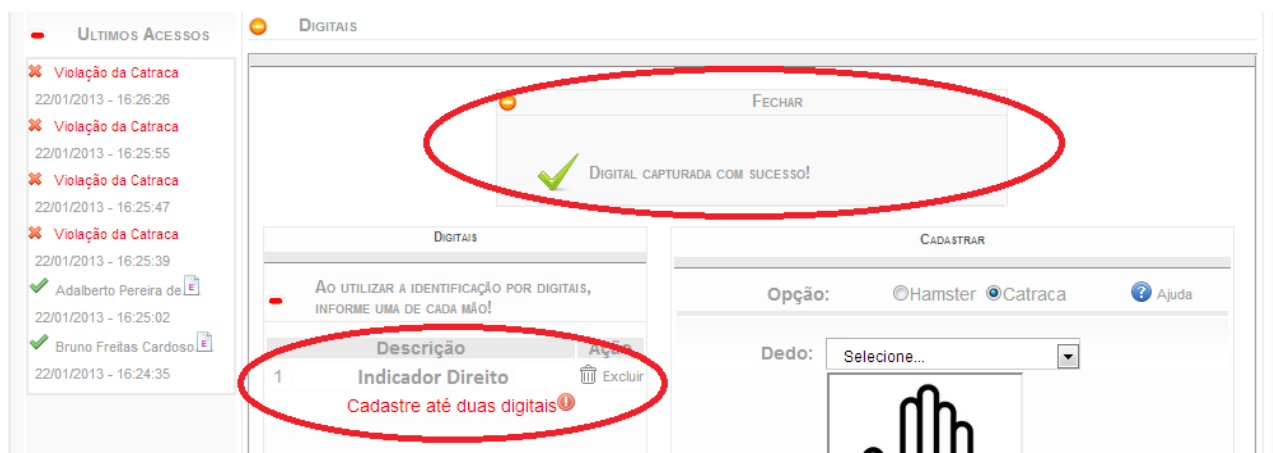 Ultimos Acessos
Violação da Catraca
22/01/2013 - 16:26:26
Violação da Catraca
22/01/2013 - 16:25:55
Violação da Catraca
22/01/2013 - 16:25:47
Violação da Catraca
22/01/2013 - 16:25:39
Adalberto Pereira de E
22/01/2013 - 16:25:02
Bruno Freitas Cardoso E
22/01/2013 - 16:24:35
Digitais
Fechar
Digital capturada com sucesso!
Digitais
Ao utilizar a identificação por digitais,
informe uma de cada mão!
Descrição Ação
1 Indicador Direito Excluir
Cadastre até duas digitais
Cadastrar
Opção: Hamster Catraca Ajuda
Dedo: Selecione...